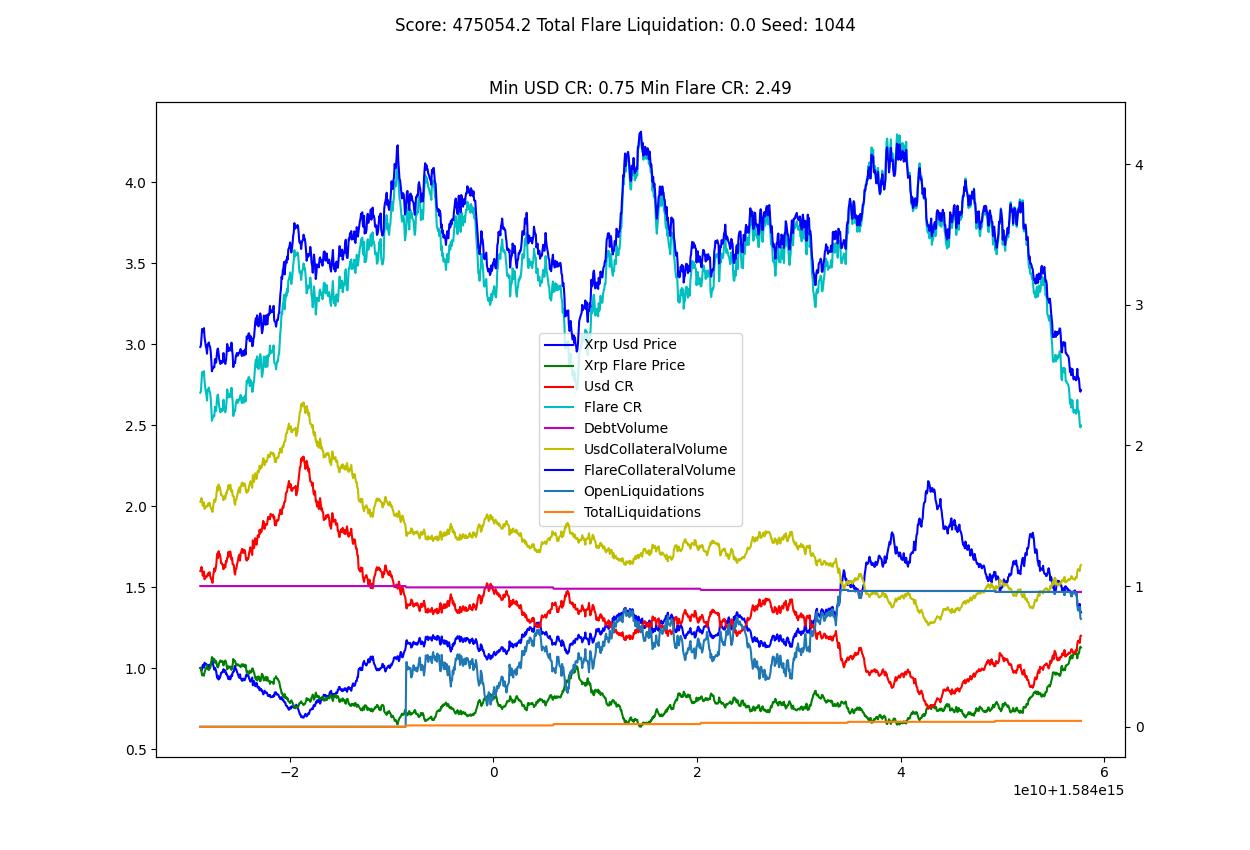 Score: 475054.2 Total Flare Liquidation: 0.0 Seed: 1044
Min USD CR: 0.75 Min Flare CR: 2.49
4.0
3.5
3.0
2.5
2.0
1.5
1.0
0.5
4
3
2
1
0
Xrp Usd Price
Xrp Flare Price
Usd CR
Flare CR
DebtVolume
UsdCollateralVolume
FlareCollateralVolume
OpenLiquidations
TotalLiquidations
−2 0 2 4 6
1e10+1.584e15